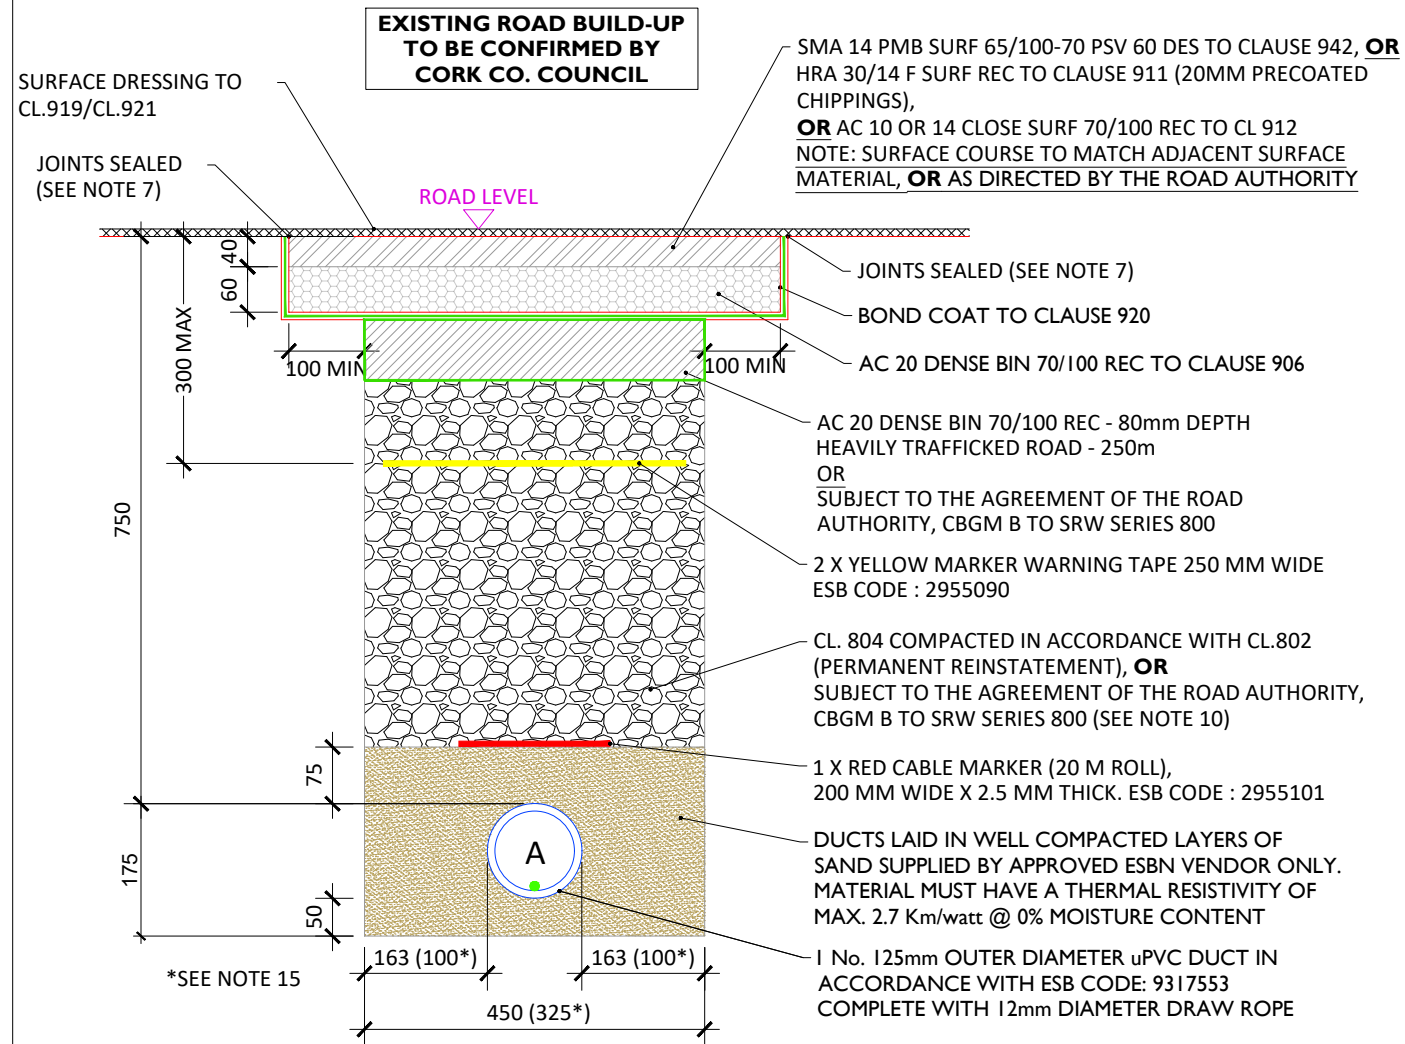 EXISTING ROAD BUILD-UP
TO BE CONFIRMED BY
CORK CO. COUNCIL
SURFACE DRESSING TO
CL.919/CL.921
JOINTS SEALED
(SEE NOTE 7)
ROAD LEVEL
SMA 14 PMB SURF 65/100-70 PSV 60 DES TO CLAUSE 942, OR
HRA 30/14 F SURF REC TO CLAUSE 911 (20MM PRECOATED
CHIPPINGS),
OR AC 10 OR 14 CLOSE SURF 70/100 REC TO CL 912
NOTE: SURFACE COURSE TO MATCH ADJACENT SURFACE
MATERIAL, OR AS DIRECTED BY THE ROAD AUTHORITY
JOINTS SEALED (SEE NOTE 7)
BOND COAT TO CLAUSE 920
AC 20 DENSE BIN 70/100 REC TO CLAUSE 906
AC 20 DENSE BIN 70/100 REC - 80mm DEPTH
HEAVILY TRAFFICKED ROAD - 250m
OR
SUBJECT TO THE AGREEMENT OF THE ROAD
AUTHORITY, CBGM B TO SRW SERIES 800
2 X YELLOW MARKER WARNING TAPE 250 MM WIDE
ESB CODE : 2955090
CL. 804 COMPACTED IN ACCORDANCE WITH CL.802
(PERMANENT REINSTATEMENT), OR
SUBJECT TO THE AGREEMENT OF THE ROAD AUTHORITY,
CBGM B TO SRW SERIES 800 (SEE NOTE 10)
1 X RED CABLE MARKER (20 M ROLL),
200 MM WIDE X 2.5 MM THICK. ESB CODE : 2955101
DUCTS LAID IN WELL COMPACTED LAYERS OF
SAND SUPPLIED BY APPROVED ESBN VENDOR ONLY.
MATERIAL MUST HAVE A THERMAL RESISTIVITY OF
MAX. 2.7 Km/watt @ 0% MOISTURE CONTENT
1 No. 125mm OUTER DIAMETER uPVC DUCT IN
ACCORDANCE WITH ESB CODE: 9317553
COMPLETE WITH 12mm DIAMETER DRAW ROPE
40
60
300 MAX
100 MIN
100 MIN
750
75
175
50
A
163 (100*)
163 (100*)
*SEE NOTE 15
450 (325*)